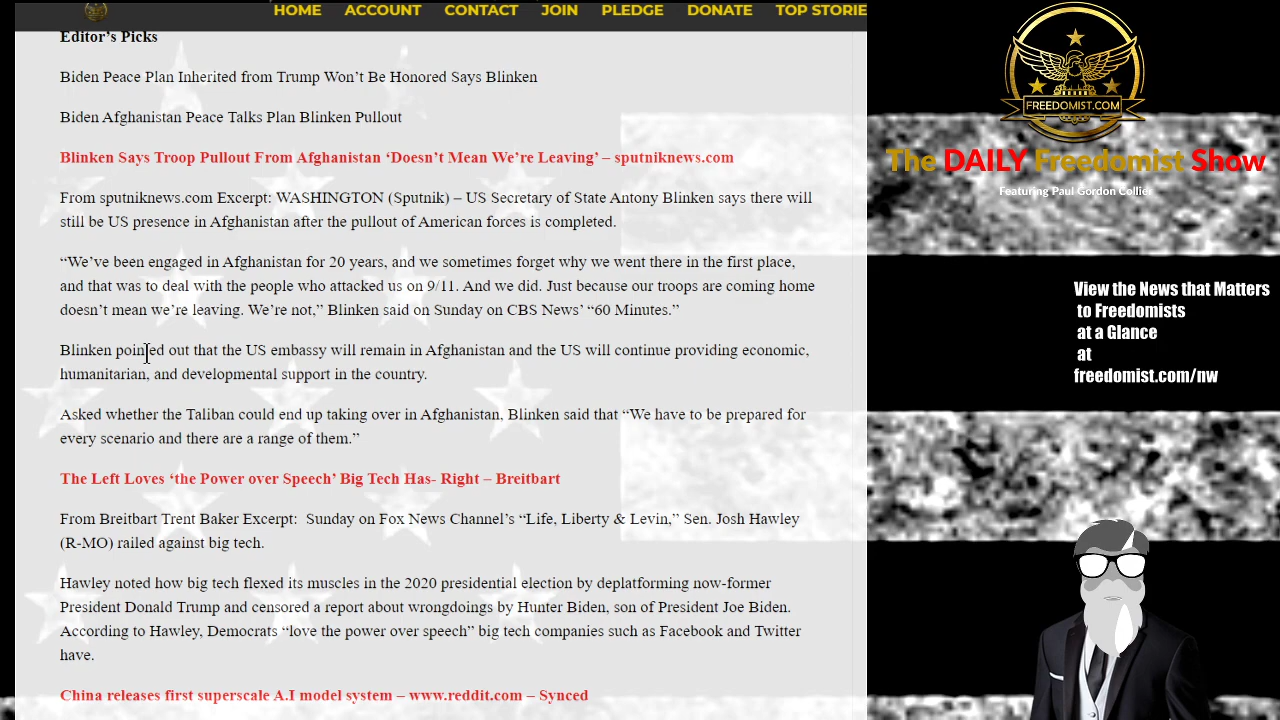 HOME ACCOUNT CONTACT JOIN PLEDGE DONATE TOP STORIE
Editor’s Picks
Biden Peace Plan Inherited from Trump Won’t Be Honored Says Blinken
Biden Afghanistan Peace Talks Plan Blinken Pullout
Blinken Says Troop Pullout From Afghanistan ‘Doesn’t Mean We’re Leaving’ – sputniknews.com
From sputniknews.com Excerpt: WASHINGTON (Sputnik) – US Secretary of State Antony Blinken says there will
still be US presence in Afghanistan after the pullout of American forces is completed.
“We’ve been engaged in Afghanistan for 20 years, and we sometimes forget why we went there in the first place,
and that was to deal with the people who attacked us on 9/11. And we did. Just because our troops are coming home
doesn’t mean we’re leaving. We’re not,” Blinken said on Sunday on CBS News’ “60 Minutes.”
Blinken pointed out that the US embassy will remain in Afghanistan and the US will continue providing economic,
humanitarian, and developmental support in the country.
Asked whether the Taliban could end up taking over in Afghanistan, Blinken said that “We have to be prepared for
every scenario and there are a range of them.”
The Left Loves ‘the Power over Speech’ Big Tech Has- Right – Breitbart
From Breitbart Trent Baker Excerpt:  Sunday on Fox News Channel’s “Life, Liberty & Levin,” Sen. Josh Hawley
(R-MO) railed against big tech.
Hawley noted how big tech flexed its muscles in the 2020 presidential election by deplatforming now-former
President Donald Trump and censored a report about wrongdoings by Hunter Biden, son of President Joe Biden.
According to Hawley, Democrats “love the power over speech” big tech companies such as Facebook and Twitter
have.
China releases first superscale A.I model system – www.reddit.com – Synced
FREEDOMIST.COM
The DAILY Freedomist Show
Featuring Paul Gordon Collier
View the News that Matters
to Freedomists
at a Glance
at
freedomist.com/nw